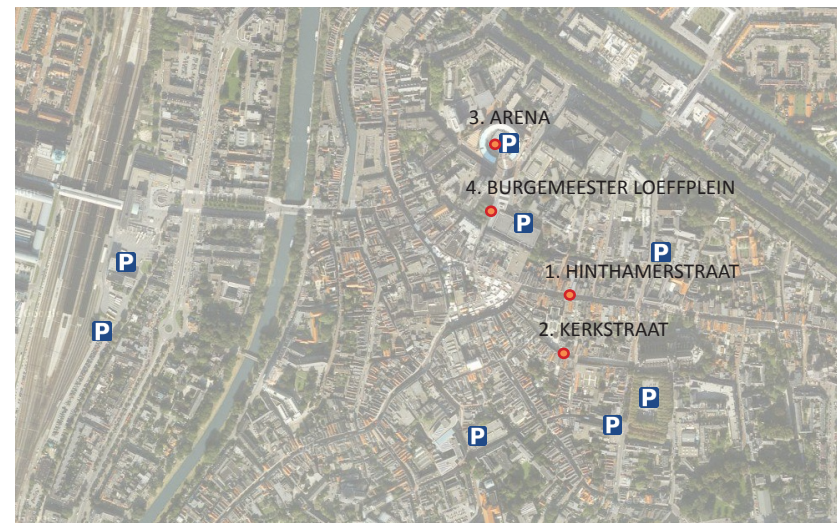 3. ARENA
P
4. BURGEMEESTER LOEFFPLEIN
P
P
P
1. HINTHAMERSTRAAT
P
2. KERKSTRAAT
P
P
P